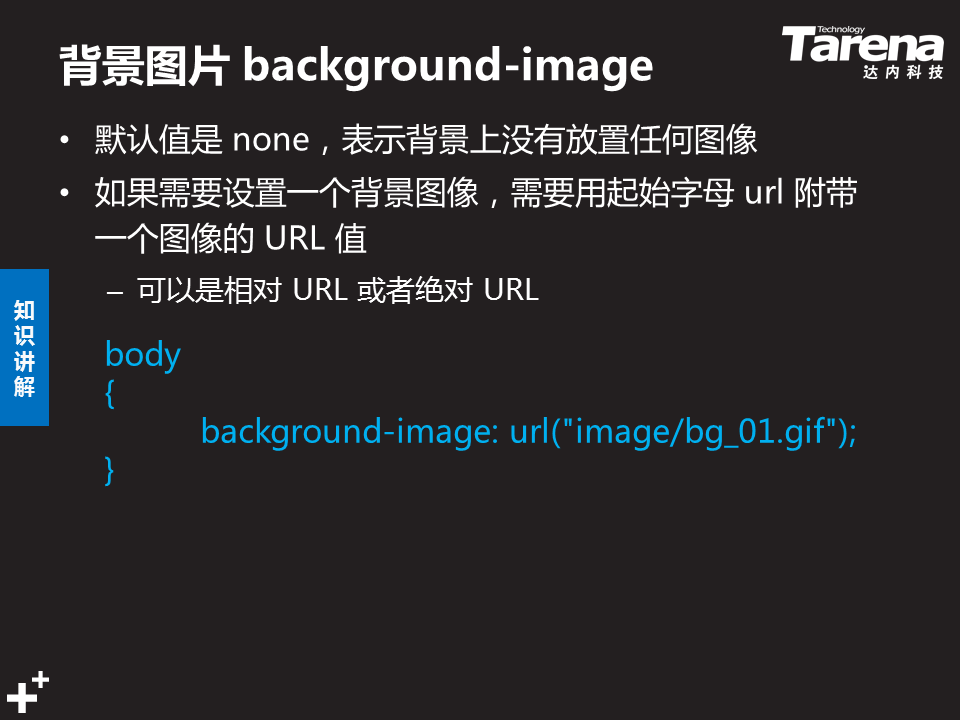 背景图片 background-image
Technology
Tarena
达内科技
• 默认值是 none，表示背景上没有放置任何图像
• 如果需要设置一个背景图像，需要用起始字母 url 附带
一个图像的 URL 值
– 可以是相对 URL 或者绝对 URL
知
识
讲
解
body
{
background-image: url("image/bg_01.gif");
}